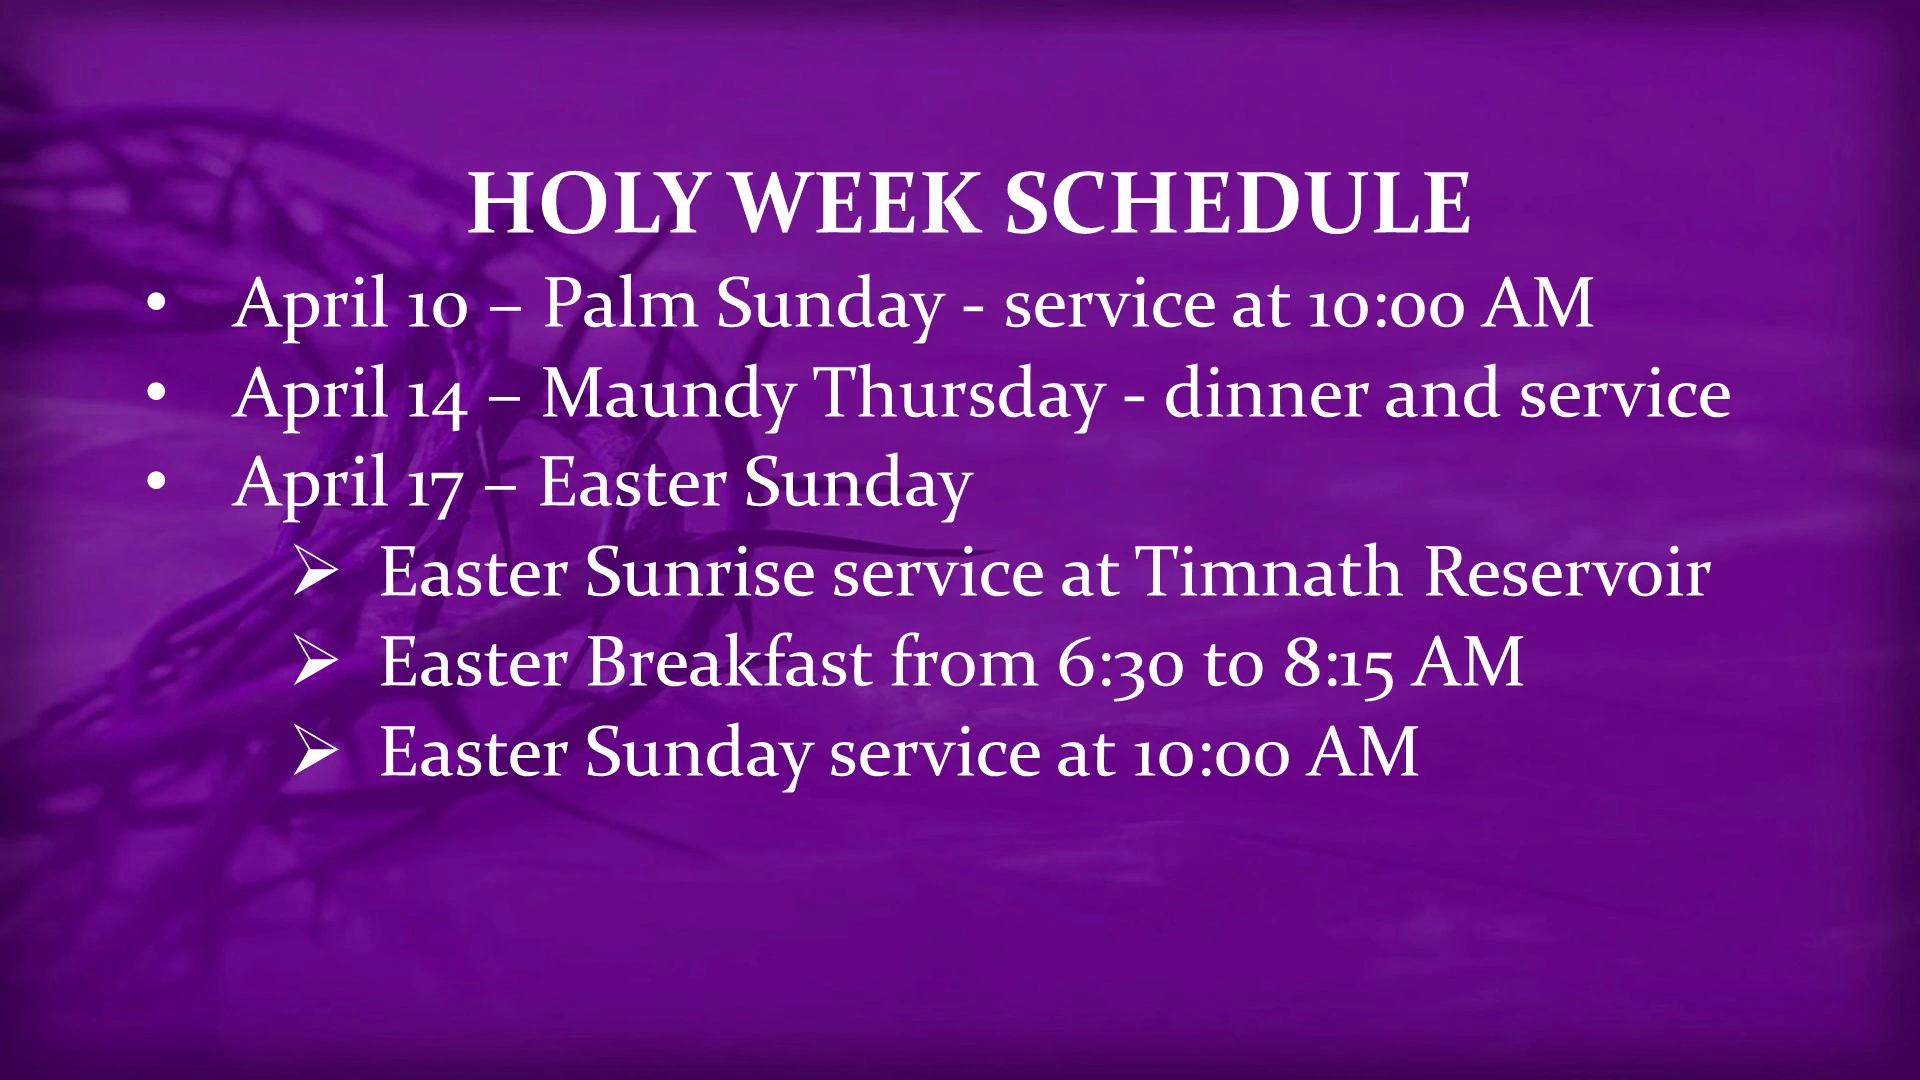 HOLY WEEK SCHEDULE
• April 10 – Palm Sunday - service at 10:00 AM
• April 14 – Maundy Thursday - dinner and service
• April 17 – Easter Sunday
➢ Easter Sunrise service at Timnath Reservoir
➢ Easter Breakfast from 6:30 to 8:15 AM
➢ Easter Sunday service at 10:00 AM